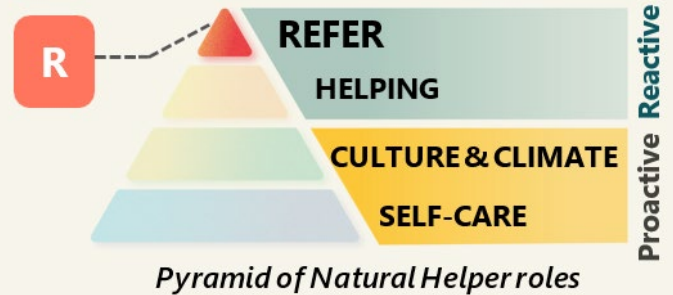 R
REFER
HELPING
CULTURE & CLIMATE
SELF-CARE
Reactive
Proactive
Pyramid of Natural Helper roles